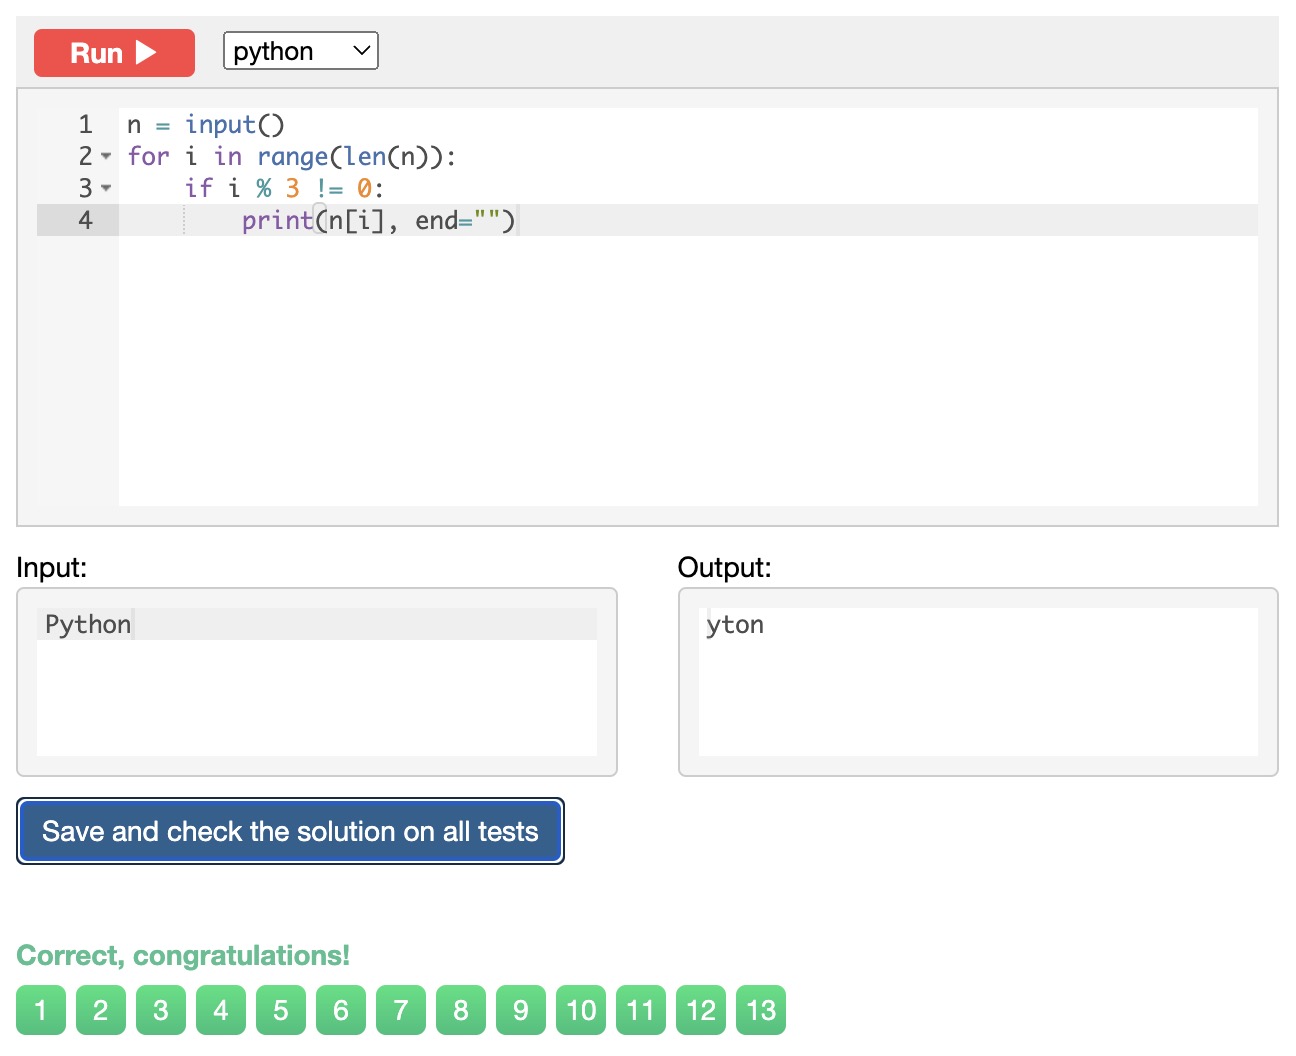 Run python
1 n = input()
2 for i in range(len(n)):
3     if i % 3 != 0:
4         print(n[i], end="")
Input: Output:
Python yton
Save and check the solution on all tests
Correct, congratulations!
1 2 3 4 5 6 7 8 9 10 11 12 13